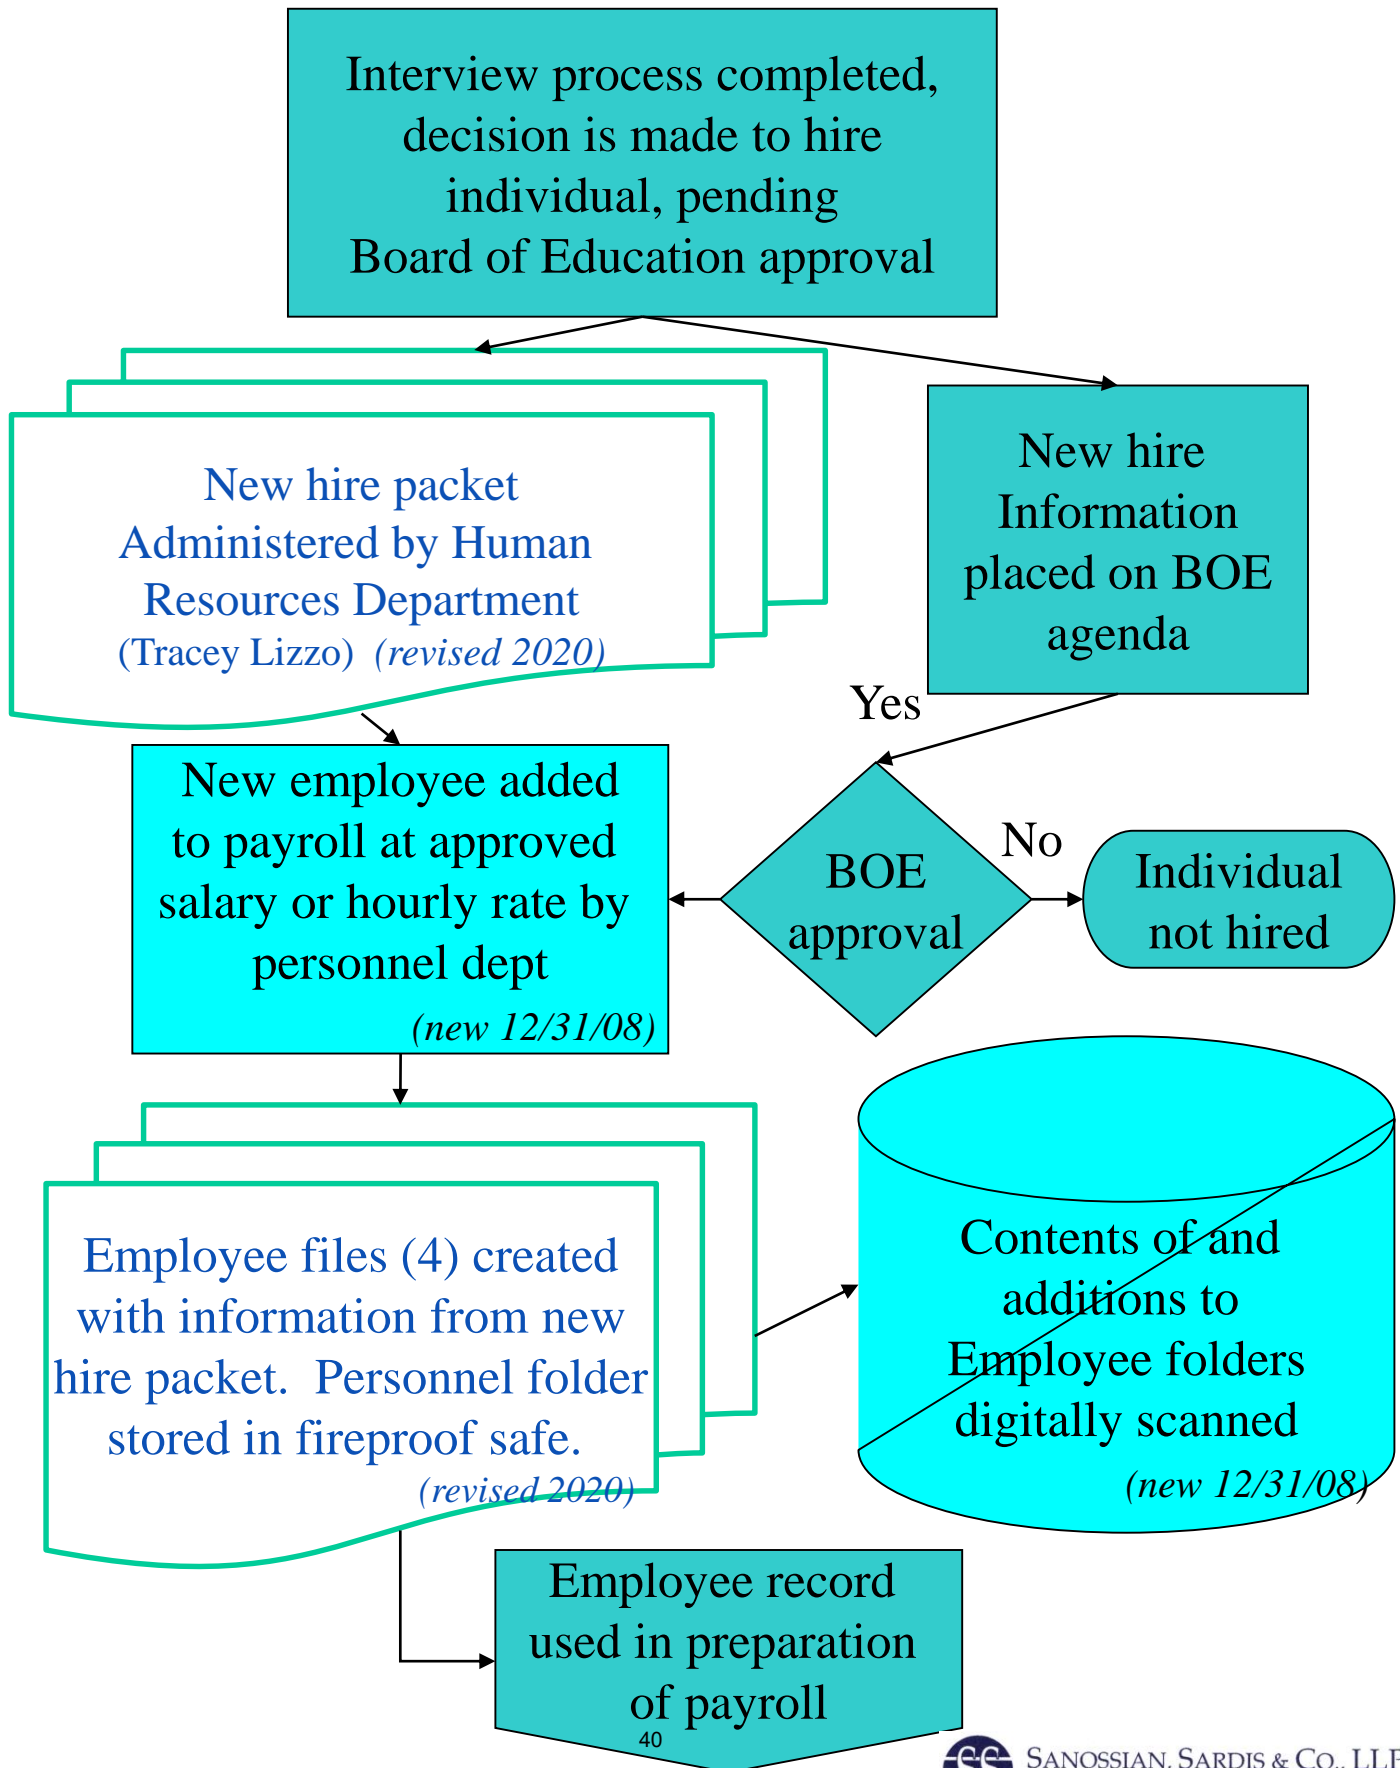 Interview process completed,
decision is made to hire
individual, pending
Board of Education approval
New hire packet
Administered by Human
Resources Department
(Tracey Lizzo) (revised 2020)
New hire
Information
placed on BOE
agenda
Yes
New employee added
to payroll at approved
salary or hourly rate by
personnel dept
(new 12/31/08)
BOE
approval
No
Individual
not hired
Employee files (4) created
with information from new
hire packet. Personnel folder
stored in fireproof safe.
(revised 2020)
Contents of and
additions to
Employee folders
digitally scanned
(new 12/31/08)
Employee record
used in preparation
of payroll
40
SANOSSIAN, SARDIS & CO., LLP